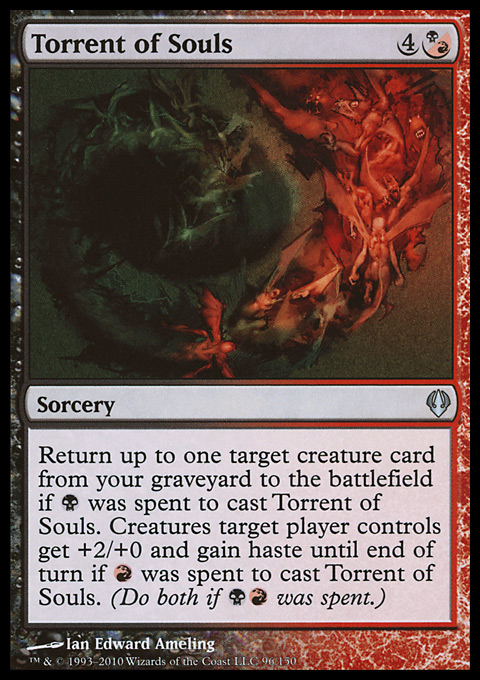 Torrent of Souls 4
Sorcery
Return up to one target creature card
from your graveyard to the battlefield
if was spent to cast Torrent of
Souls. Creatures target player controls
get +2/+0 and gain haste until end of
turn if was spent to cast Torrent of
Souls. (Do both if was spent.)
Ian Edward Ameling
™ & © 1993–2010 Wizards of the Coast LLC 96/150